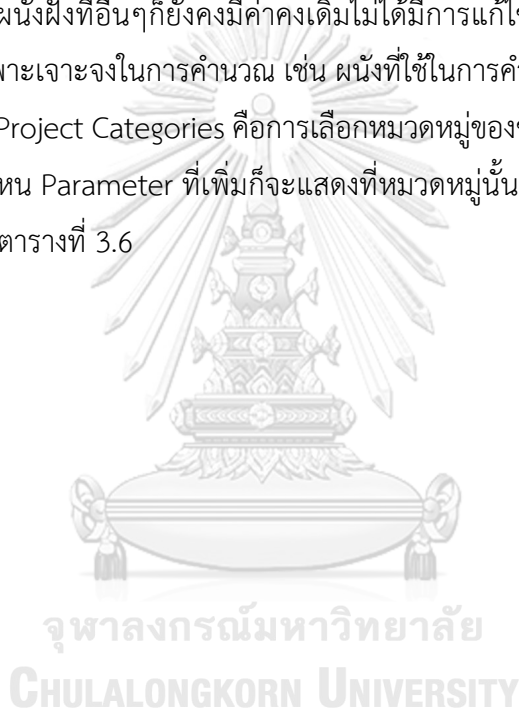 ผนังฝั่งที่อื่นๆก็ยังคงมีค่าคงเดิมไม่ได้มีการแก้ไข
พาะเจาะจงในการคำนวณ เช่น ผนังที่ใช้ในการคำ
Project Categories คือการเลือกหมวดหมู่ของ
หน Parameter ที่เพิ่มก็จะแสดงที่หมวดหมู่นั้น
ตารางที่ 3.6
จุฬาลงกรณ์มหาวิทยาลัย
CHULALONGKORN UNIVERSITY